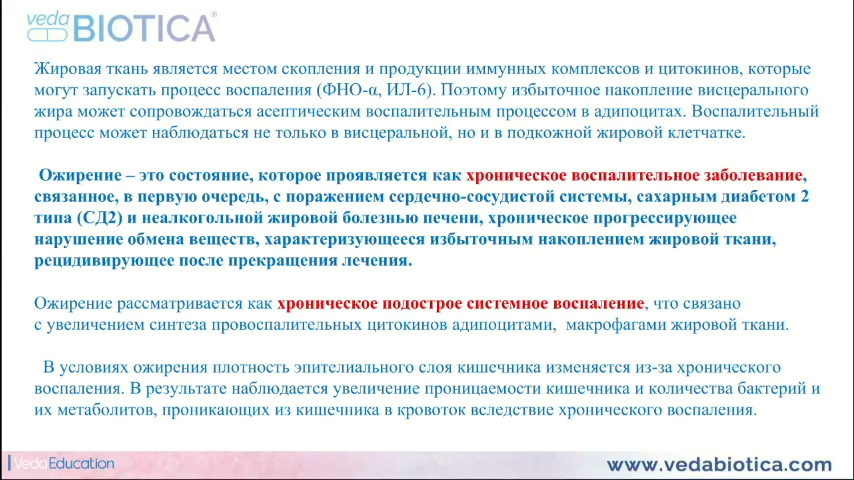 veda
BIOTICA®
Жировая ткань является местом скопления и продукции иммунных комплексов и цитокинов, которые
могут запускать процесс воспаления (ФНО-α, ИЛ-6). Поэтому избыточное накопление висцерального
жира может сопровождаться асептическим воспалительным процессом в адипоцитах. Воспалительный
процесс может наблюдаться не только в висцеральной, но и в подкожной жировой клетчатке.
Ожирение – это состояние, которое проявляется как хроническое воспалительное заболевание,
связанное, в первую очередь, с поражением сердечно-сосудистой системы, сахарным диабетом 2
типа (СД2) и неалкогольной жировой болезнью печени, хроническое прогрессирующее
нарушение обмена веществ, характеризующееся избыточным накоплением жировой ткани,
рецидивирующее после прекращения лечения.
Ожирение рассматривается как хроническое подострое системное воспаление, что связано
с увеличением синтеза провоспалительных цитокинов адипоцитами, макрофагами жировой ткани.
В условиях ожирения плотность эпителиального слоя кишечника изменяется из-за хронического
воспаления. В результате наблюдается увеличение проницаемости кишечника и количества бактерий и
их метаболитов, проникающих из кишечника в кровоток вследствие хронического воспаления.
VedaEducation
www.vedabiotica.com